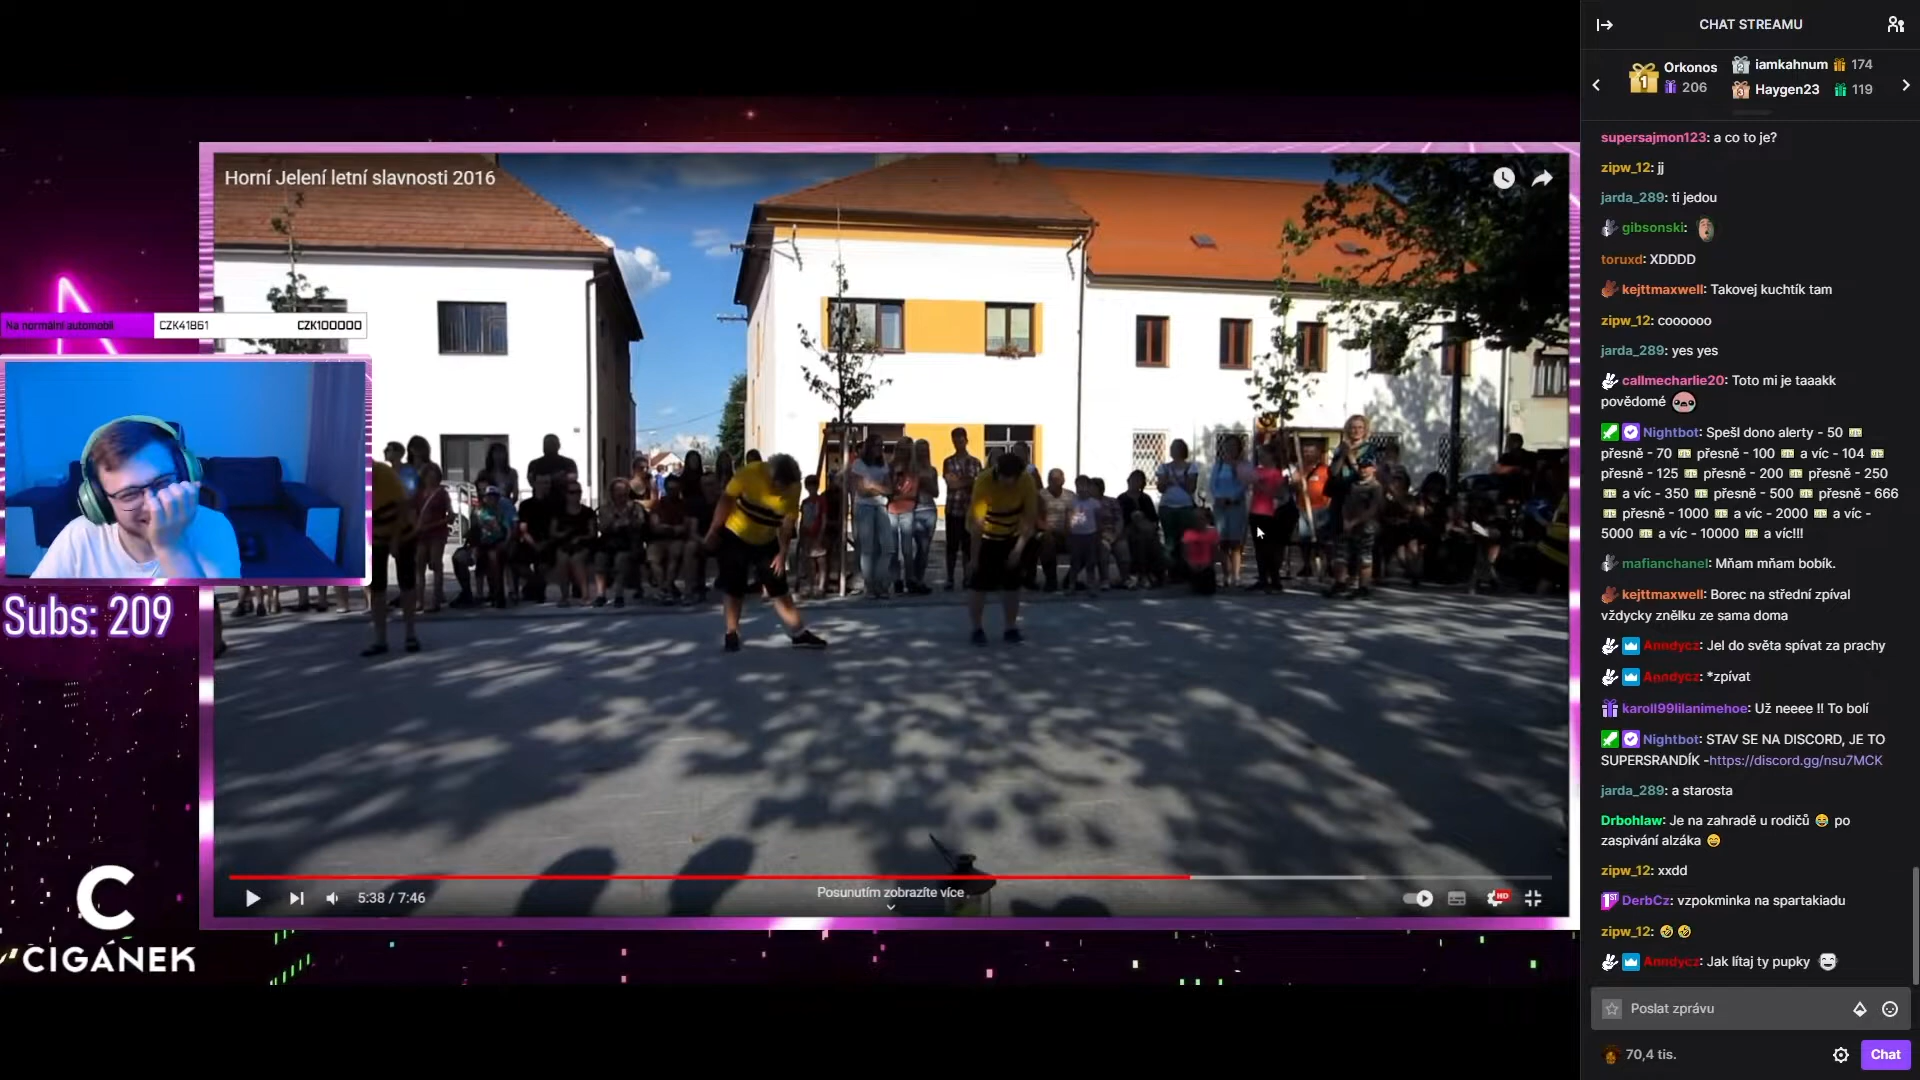 Horní Jelení letní slavnosti 2016
Na normální automobil
CZK41861
CZK100000
Subs: 209
C
CIGÁNEK
5:38 / 7:46
Posunutím zobrazíte více
HD
CHAT STREAMU
1
Orkonos
206
2
iamkahnum
174
3
Haygen23
119
supersajmon123: a co to je?
zipw_12: jj
jarda_289: ti jedou
gibsonski:
toruxd: XDDDD
kejttmaxwell: Takovej kuchtík tam
zipw_12: coooooo
jarda_289: yes yes
callmecharlie20: Toto mi je taaakk
povědomé
Nightbot: Spešl dono alerty - 50
přesně - 70 přesně - 100 a víc - 104
přesně - 125 přesně - 200 přesně - 250
a víc - 350 přesně - 500 přesně - 666
přesně - 1000 a víc - 2000 a víc -
5000 a víc - 10000 a víc!!!
mafianchanel: Mňam mňam bobík.
kejttmaxwell: Borec na střední zpíval
vždycky znělku ze sama doma
Anndycz: Jel do světa spívat za prachy
Anndycz: *zpívat
karoll99lilanimehoe: Už neeee !! To bolí
Nightbot: STAV SE NA DISCORD, JE TO
SUPERSRANDÍK -https://discord.gg/nsu7MCK
jarda_289: a starosta
Drbohlaw: Je na zahradě u rodičů 😂 po
zaspivání alzáka 😄
zipw_12: xxdd
1ST DerbCz: vzpokminka na spartakiadu
zipw_12: 🤣 🤣
Anndycz: Jak lítaj ty pupky
Poslat zprávu
70,4 tis.
Chat